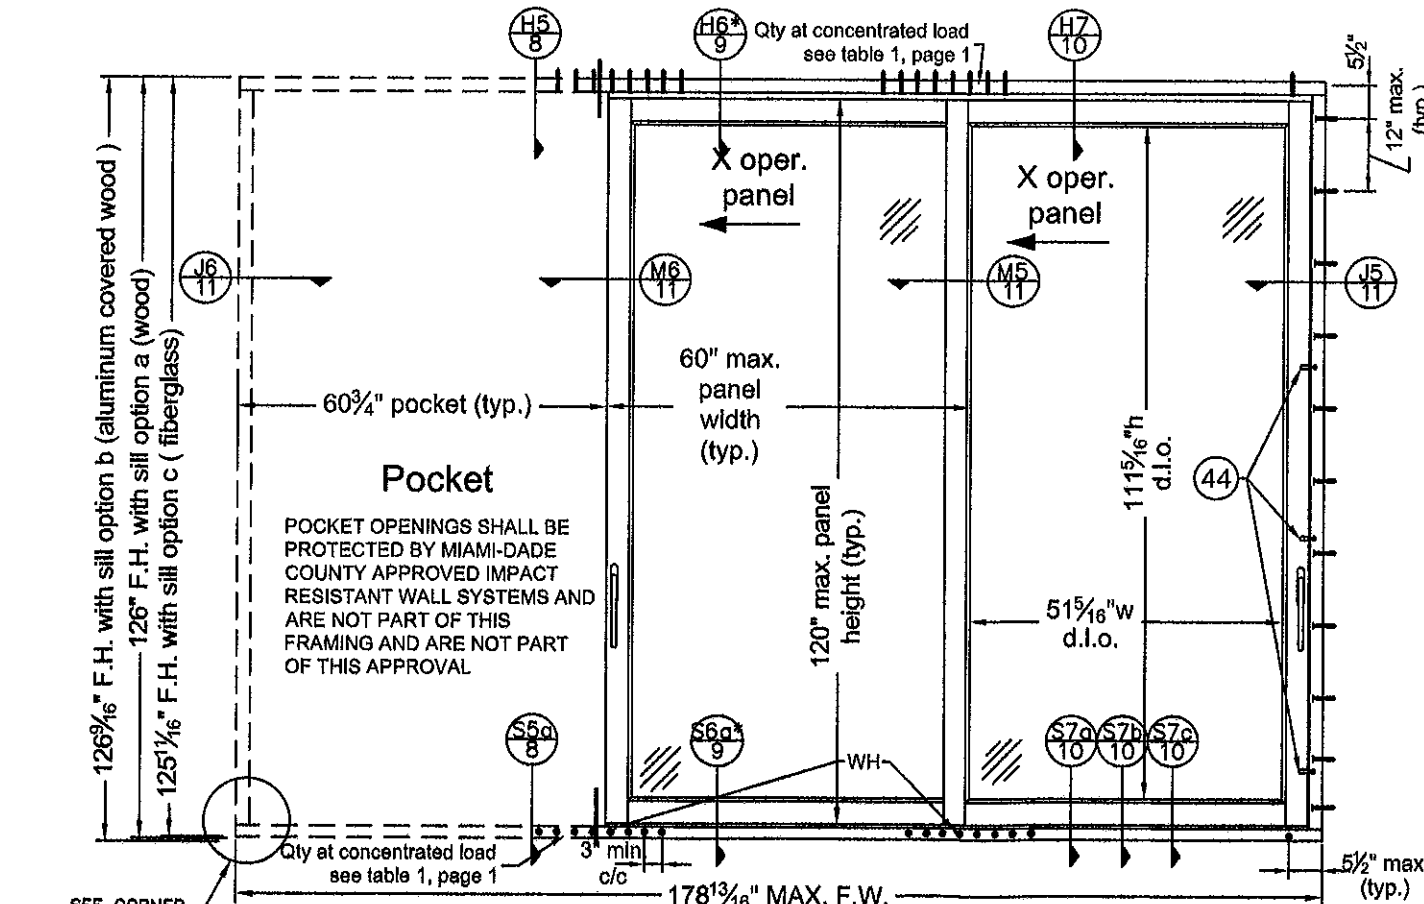 H5
8
H6*
9
Qty at concentrated load
see table 1, page 1
H7
10
5½"
12" max.
(typ.)
X oper.
panel
X oper.
panel
J6
11
M6
11
M5
11
J5
11
126⁹⁄₁₆" F.H. with sill option b (aluminum covered wood )
126" F.H. with sill option a (wood)
125¹¹⁄₁₆" F.H. with sill option c ( fiberglass)
60¾" pocket (typ.)
60" max.
panel
width
(typ.)
111⁵⁄₁₆"h
d.l.o.
44
Pocket
POCKET OPENINGS SHALL BE
PROTECTED BY MIAMI-DADE
COUNTY APPROVED IMPACT
RESISTANT WALL SYSTEMS AND
ARE NOT PART OF THIS
FRAMING AND ARE NOT PART
OF THIS APPROVAL
120" max. panel
height (typ.)
51⁵⁄₁₆"w
d.l.o.
S5a
8
S6a*
9
S7a
10
S7b
10
S7c
10
WH
Qty at concentrated load
see table 1, page 1
3" min
c/c
5½" max
(typ.)
178¹³⁄₁₆" MAX. F.W.
SEE CORNER